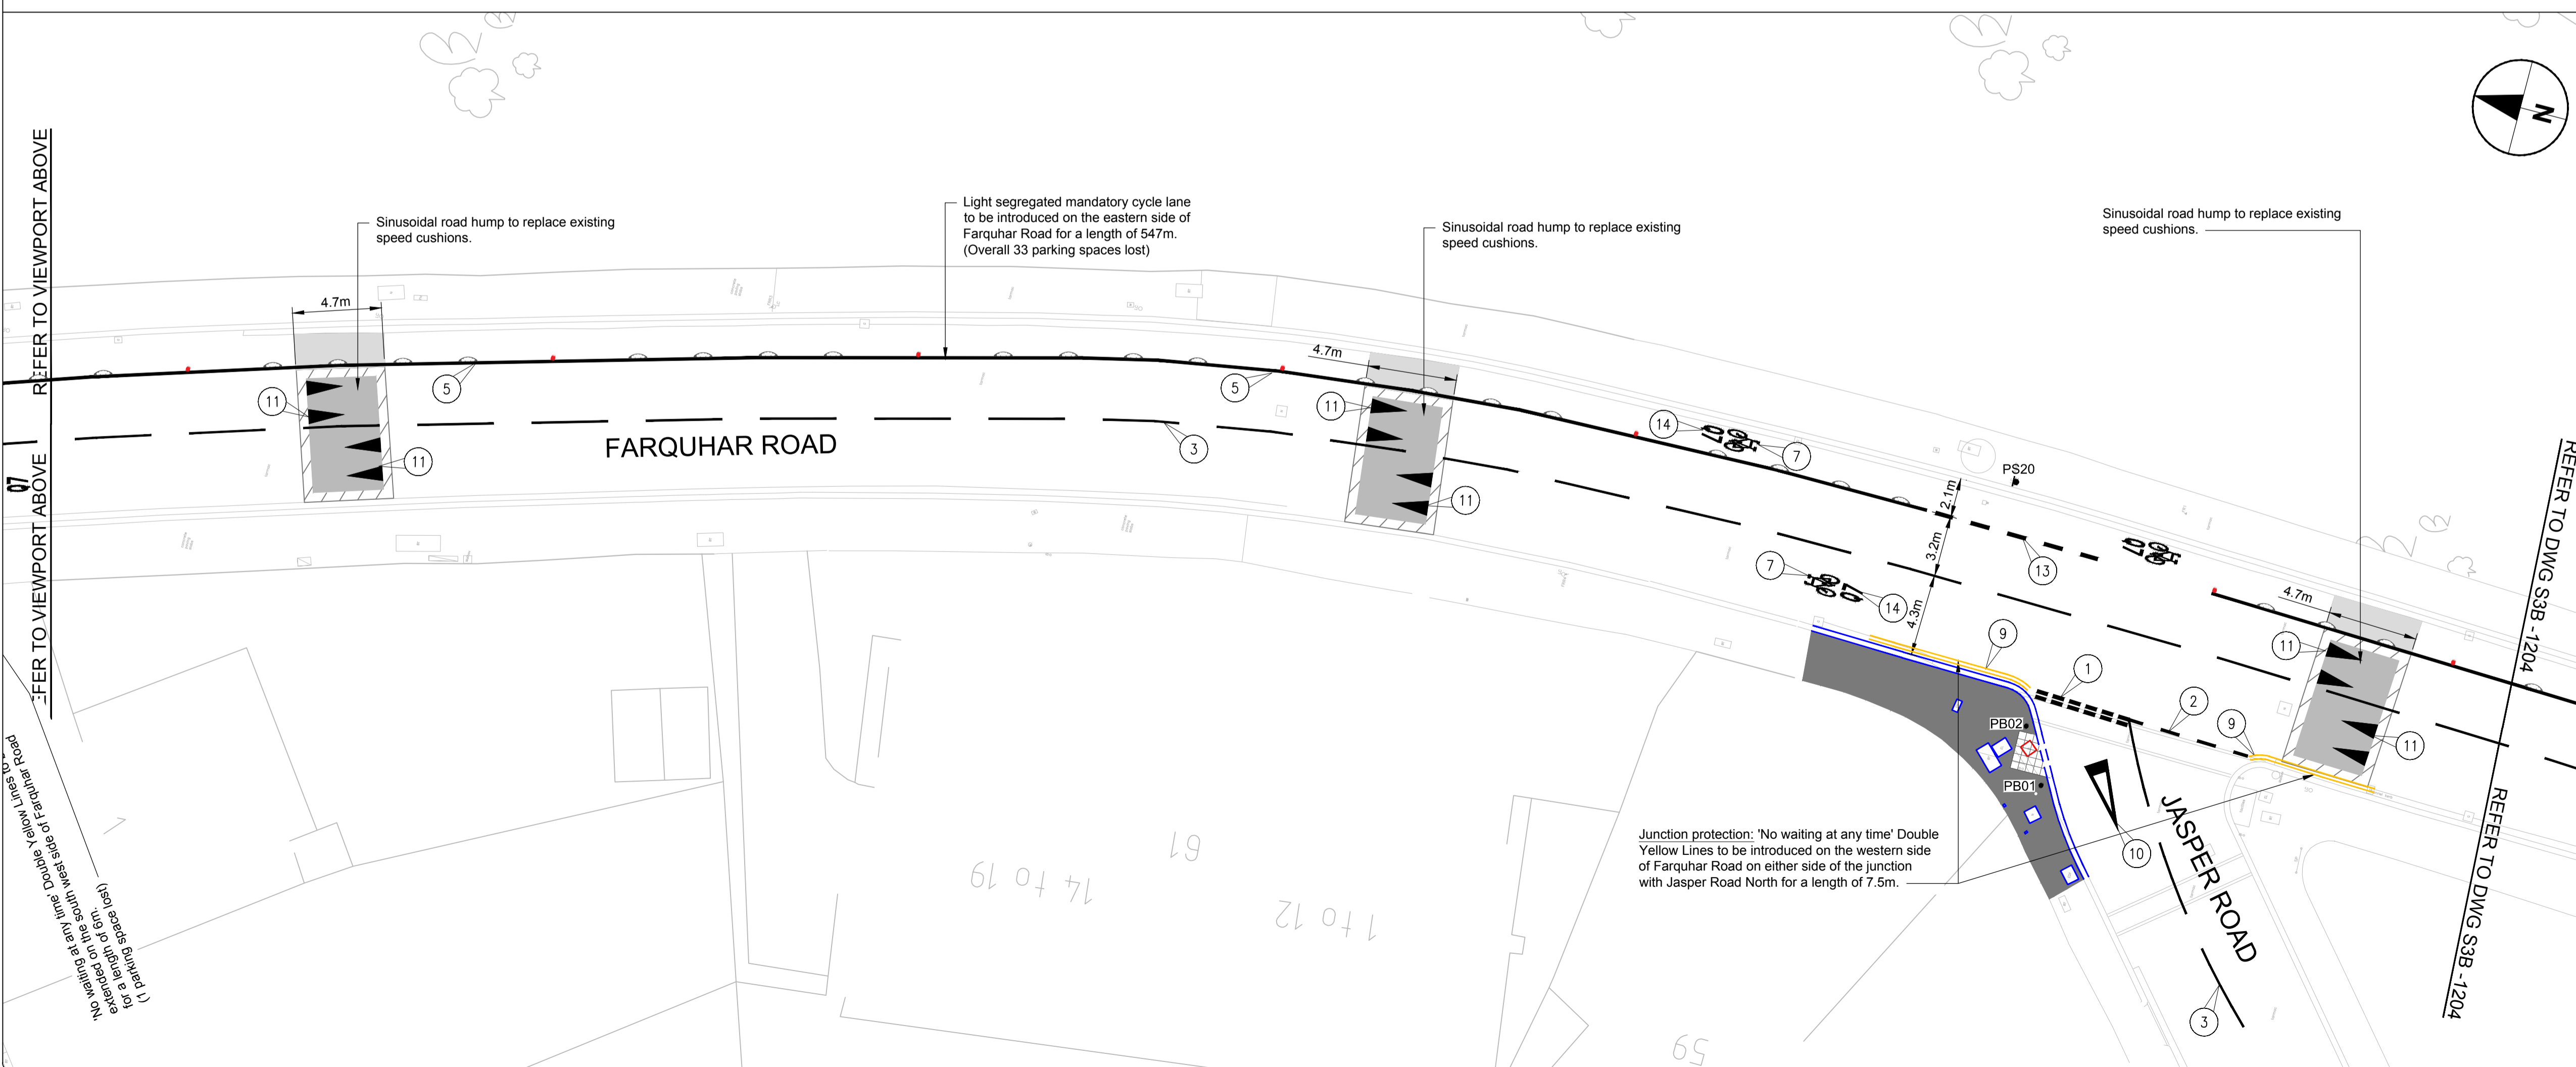 N
REFER TO VIEWPORT ABOVE
Sinusoidal road hump to replace existing
speed cushions.
Light segregated mandatory cycle lane
to be introduced on the eastern side of
Farquhar Road for a length of 547m.
(Overall 33 parking spaces lost)
Sinusoidal road hump to replace existing
speed cushions.
Sinusoidal road hump to replace existing
speed cushions.
4.7m
4.7m
4.7m
5
5
11
11
11
11
11
11
3
FARQUHAR ROAD
14
7
7
14
PS20
2.1m
3.2m
4.3m
13
9
1
2
9
PB02
PB01
10
JASPER ROAD
3
Junction protection: 'No waiting at any time' Double
Yellow Lines to be introduced on the western side
of Farquhar Road on either side of the junction
with Jasper Road North for a length of 7.5m.
EFER TO VIEWPORT ABOVE
'No waiting at any time' Double Yellow Lines to
extended on the south west side of Farquhar Road
for a length of 6m.
(1 parking space lost)
14 to 19
61
1 to 12
59
REFER TO DWG S3B -1204
REFER TO DWG S3B -1204